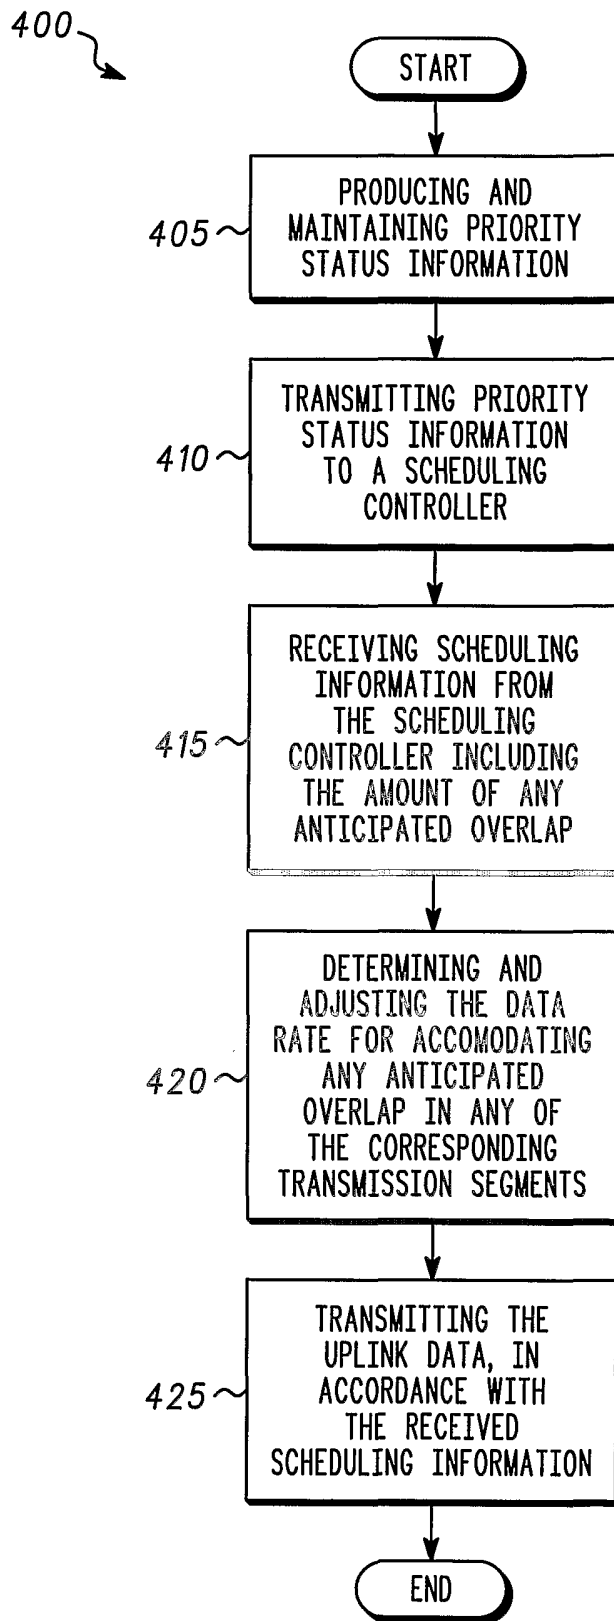 400
START
405
PRODUCING AND
MAINTAINING PRIORITY
STATUS INFORMATION
410
TRANSMITTING PRIORITY
STATUS INFORMATION
TO A SCHEDULING
CONTROLLER
415
RECEIVING SCHEDULING
INFORMATION FROM
THE SCHEDULING
CONTROLLER INCLUDING
THE AMOUNT OF ANY
ANTICIPATED OVERLAP
420
DETERMINING AND
ADJUSTING THE DATA
RATE FOR ACCOMODATING
ANY ANTICIPATED
OVERLAP IN ANY OF
THE CORRESPONDING
TRANSMISSION SEGMENTS
425
TRANSMITTING THE
UPLINK DATA, IN
ACCORDANCE WITH
THE RECEIVED
SCHEDULING INFORMATION
END